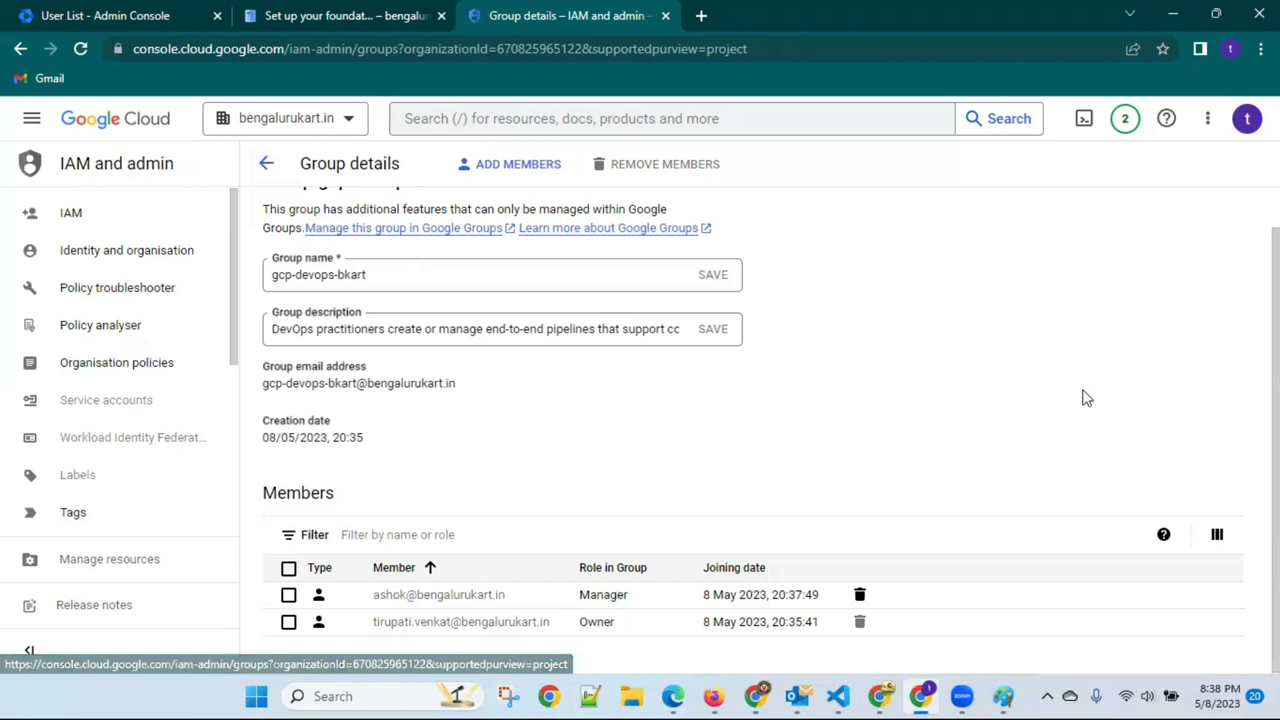 User List - Admin Console
Set up your foundat... – bengalur
Group details – IAM and admin –
console.cloud.google.com/iam-admin/groups?organizationId=670825965122&supportedpurview=project
t
Gmail
Google Cloud
bengalurukart.in
Search (/) for resources, docs, products and more
Search
2
t
IAM and admin
Group details
ADD MEMBERS
REMOVE MEMBERS
IAM
Identity and organisation
Policy troubleshooter
Policy analyser
Organisation policies
Service accounts
Workload Identity Federat...
Labels
Tags
Manage resources
Release notes
This group has additional features that can only be managed within Google
Groups.Manage this group in Google Groups Learn more about Google Groups
Group name *
gcp-devops-bkart SAVE
Group description
DevOps practitioners create or manage end-to-end pipelines that support cc SAVE
Group email address
gcp-devops-bkart@bengalurukart.in
Creation date
08/05/2023, 20:35
Members
Filter Filter by name or role
Type Member Role in Group Joining date
ashok@bengalurukart.in Manager 8 May 2023, 20:37:49
tirupati.venkat@bengalurukart.in Owner 8 May 2023, 20:35:41
https://console.cloud.google.com/iam-admin/groups?organizationId=670825965122&supportedpurview=project
Search
zoom
8:38 PM
5/8/2023
20